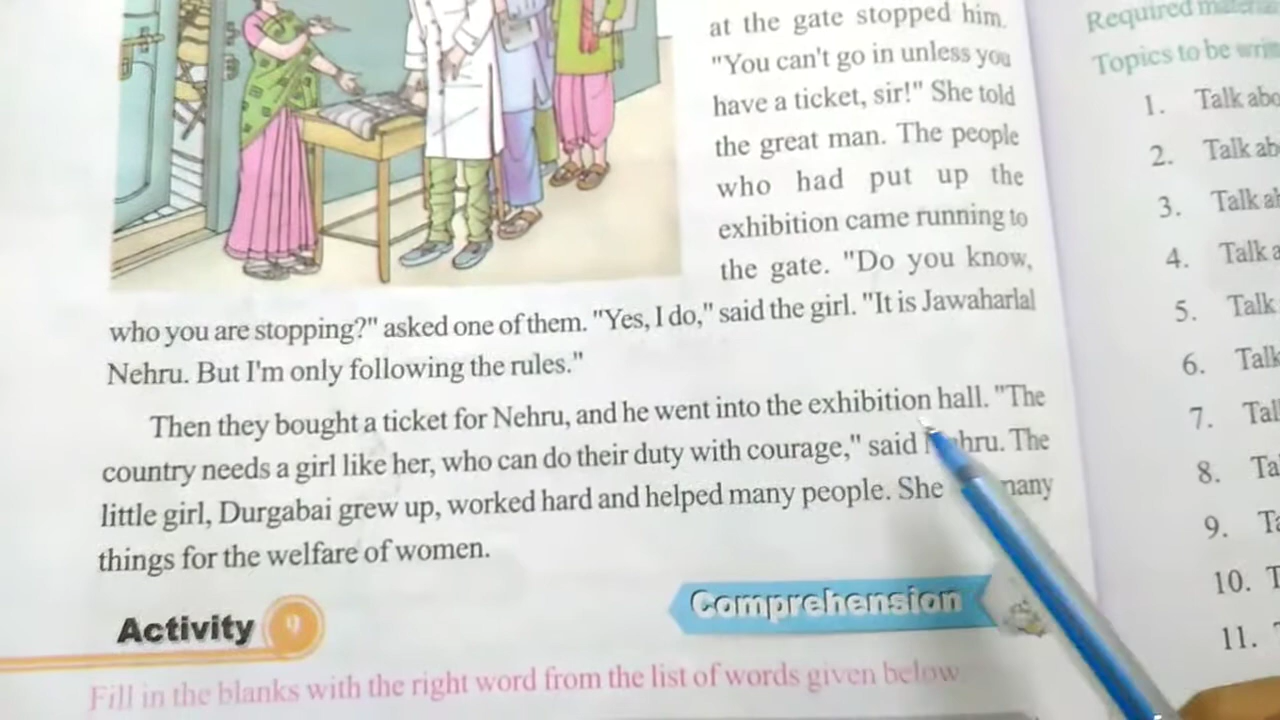 at the gate stopped him.
"You can't go in unless you
have a ticket, sir!" She told
the great man. The people
who had put up the
exhibition came running to
the gate. "Do you know,
who you are stopping?" asked one of them. "Yes, I do," said the girl. "It is Jawaharlal
Nehru. But I'm only following the rules."
Then they bought a ticket for Nehru, and he went into the exhibition hall. "The
country needs a girl like her, who can do their duty with courage," said Nehru. The
little girl, Durgabai grew up, worked hard and helped many people. She many
things for the welfare of women.
Activity 9
Comprehension
Fill in the blanks with the right word from the list of words given below
Required
Topics to be
1. Talk
2. Talk
3. Talk
4. Talk
5. Talk
6. Talk
7.
8.
9.
10.
11.